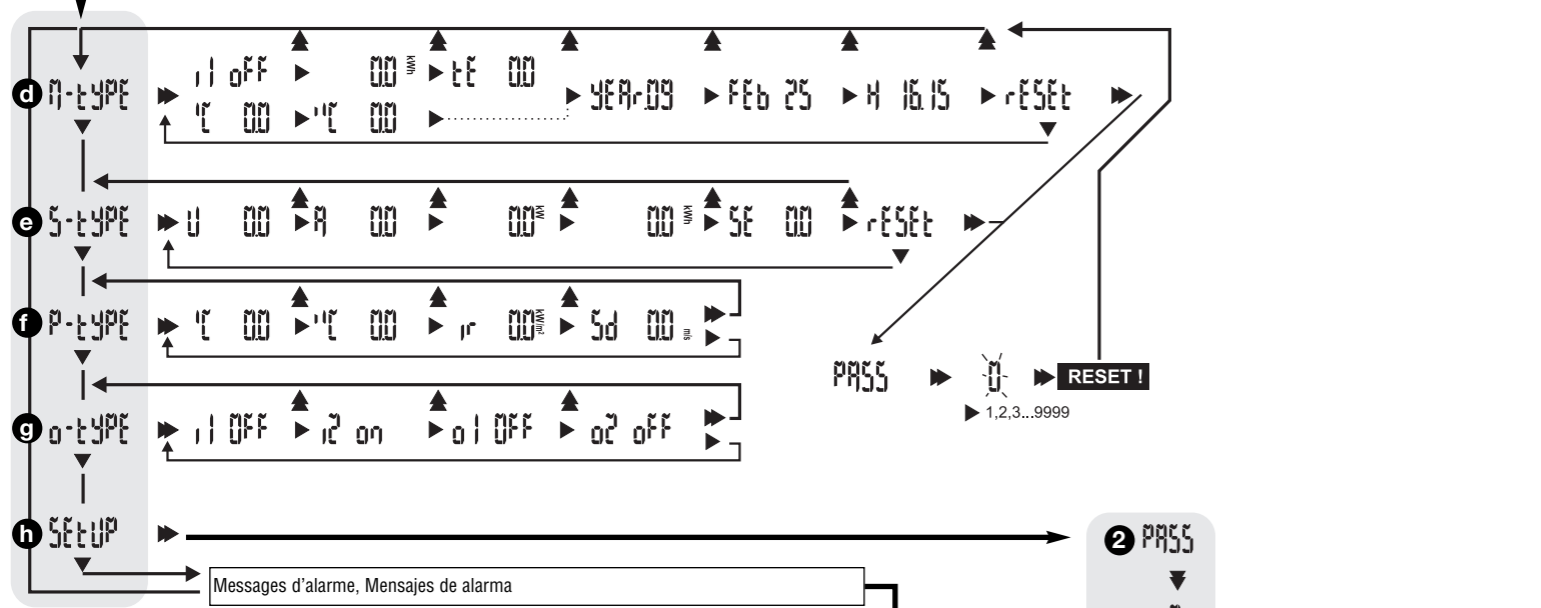 d M-tYPE i1 oFF 0.0 kWh tE 0.0
'C 0.0 ''C 0.0 YEAr.09 FEb 25 H 16.15 rESEt
e S-tYPE U 0.0 A 0.0 0.0 kW 0.0 kWh SE 0.0 rESEt
f P-tYPE 'C 0.0 ''C 0.0 ir 0.0 kW/m² Sd 0.0 m/s
PASS 0 RESET !
1,2,3...9999
g o-tYPE i1 OFF i2 on o1 OFF o2 oFF
h SEtUP
2 PASS
Messages d'alarme, Mensajes de alarma